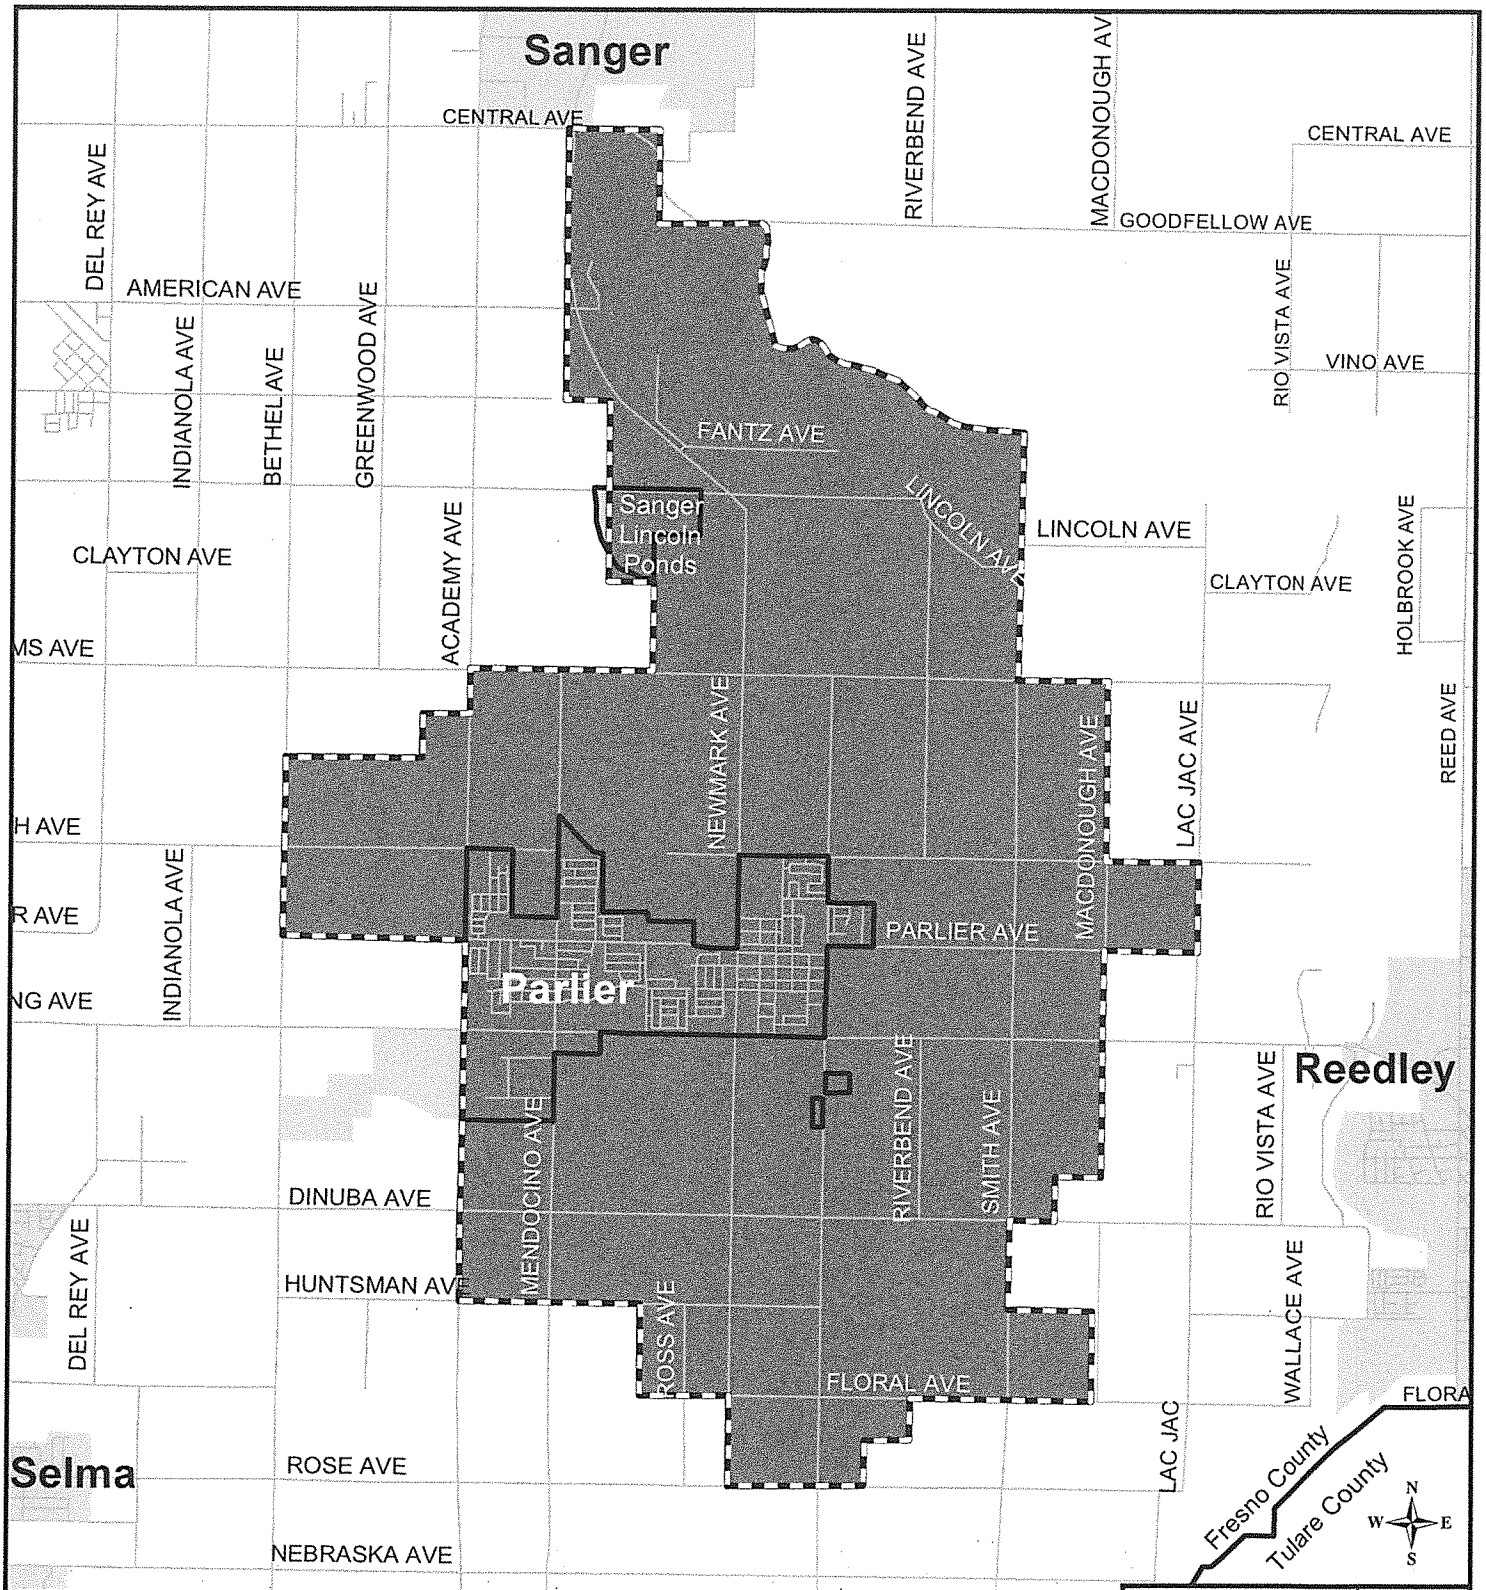 Sanger
CENTRAL AVE
RIVERBEND AVE
MACDONOUGH AV
CENTRAL AVE
DEL REY AVE
GOODFELLOW AVE
AMERICAN AVE
RIO VISTA AVE
INDIANOLA AVE
BETHEL AVE
GREENWOOD AVE
VINO AVE
FANTZ AVE
LINCOLN AVE
Sanger
Lincoln
Ponds
ACADEMY AVE
LINCOLN AVE
HOLBROOK AVE
CLAYTON AVE
CLAYTON AVE
MS AVE
NEWMARK AVE
MACDONOUGH AVE
LAC JAC AVE
REED AVE
H AVE
INDIANOLA AVE
R AVE
PARLIER AVE
Parlier
NG AVE
RIVERBEND AVE
SMITH AVE
RIO VISTA AVE
Reedley
MENDOCINO AVE
DINUBA AVE
DEL REY AVE
HUNTSMAN AVE
ROSS AVE
WALLACE AVE
FLORAL AVE
FLORA
LAC JAC
Selma
ROSE AVE
Fresno County
Tulare County
N
W E
S
NEBRASKA AVE